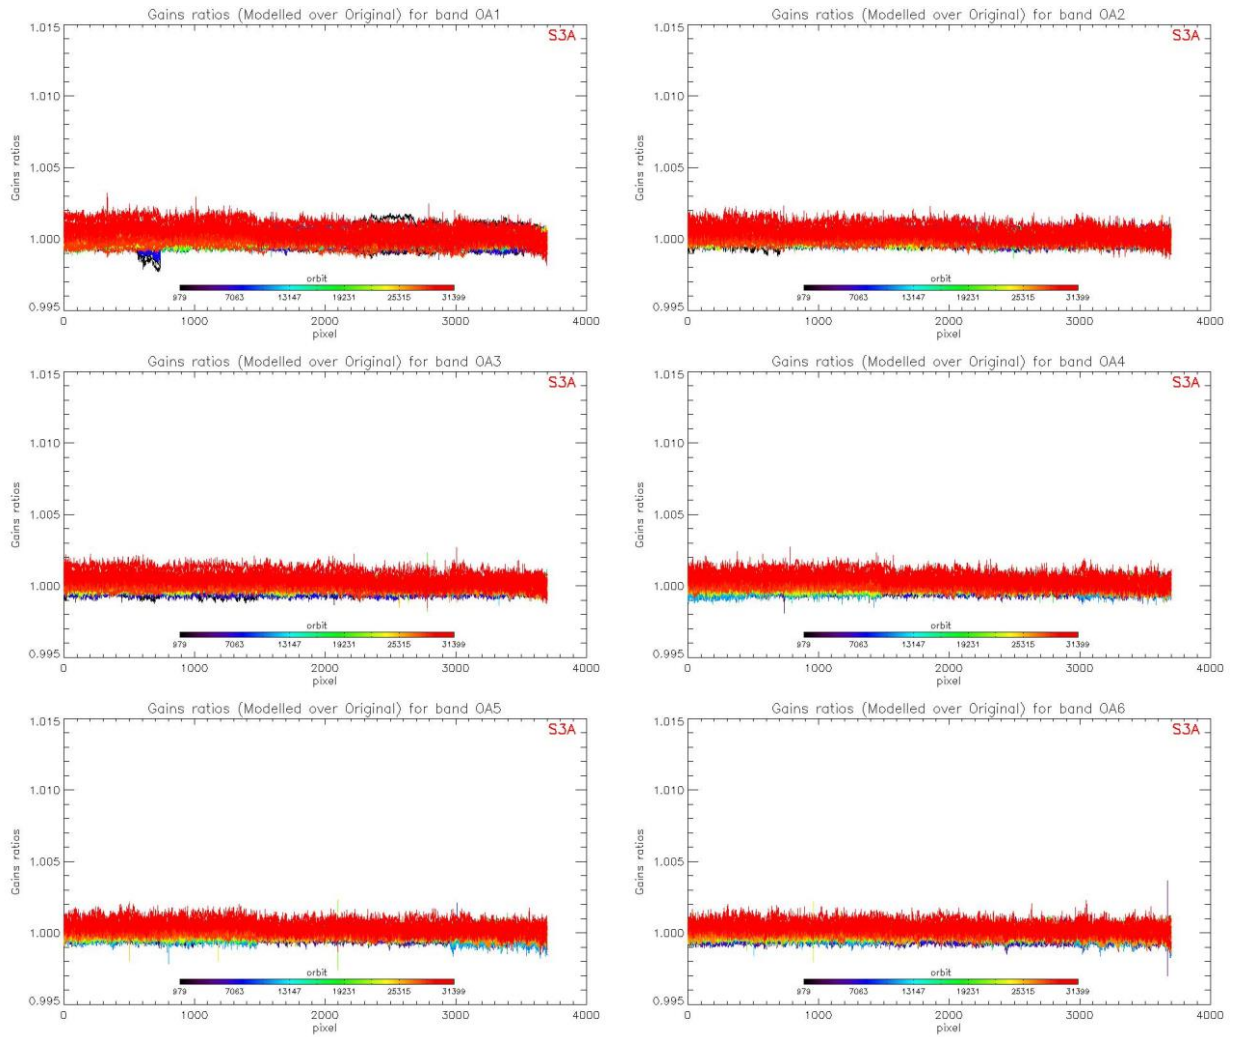 Gains ratios (Modelled over Original) for band OA1
S3A
1.015
1.010
1.005
1.000
0.995
Gains ratios
orbit
979 7063 13147 19231 25315 31399
0 1000 2000 3000 4000
pixel
Gains ratios (Modelled over Original) for band OA2
S3A
1.015
1.010
1.005
1.000
0.995
Gains ratios
orbit
979 7063 13147 19231 25315 31399
0 1000 2000 3000 4000
pixel
Gains ratios (Modelled over Original) for band OA3
S3A
1.015
1.010
1.005
1.000
0.995
Gains ratios
orbit
979 7063 13147 19231 25315 31399
0 1000 2000 3000 4000
pixel
Gains ratios (Modelled over Original) for band OA4
S3A
1.015
1.010
1.005
1.000
0.995
Gains ratios
orbit
979 7063 13147 19231 25315 31399
0 1000 2000 3000 4000
pixel
Gains ratios (Modelled over Original) for band OA5
S3A
1.015
1.010
1.005
1.000
0.995
Gains ratios
orbit
979 7063 13147 19231 25315 31399
0 1000 2000 3000 4000
pixel
Gains ratios (Modelled over Original) for band OA6
S3A
1.015
1.010
1.005
1.000
0.995
Gains ratios
orbit
979 7063 13147 19231 25315 31399
0 1000 2000 3000 4000
pixel